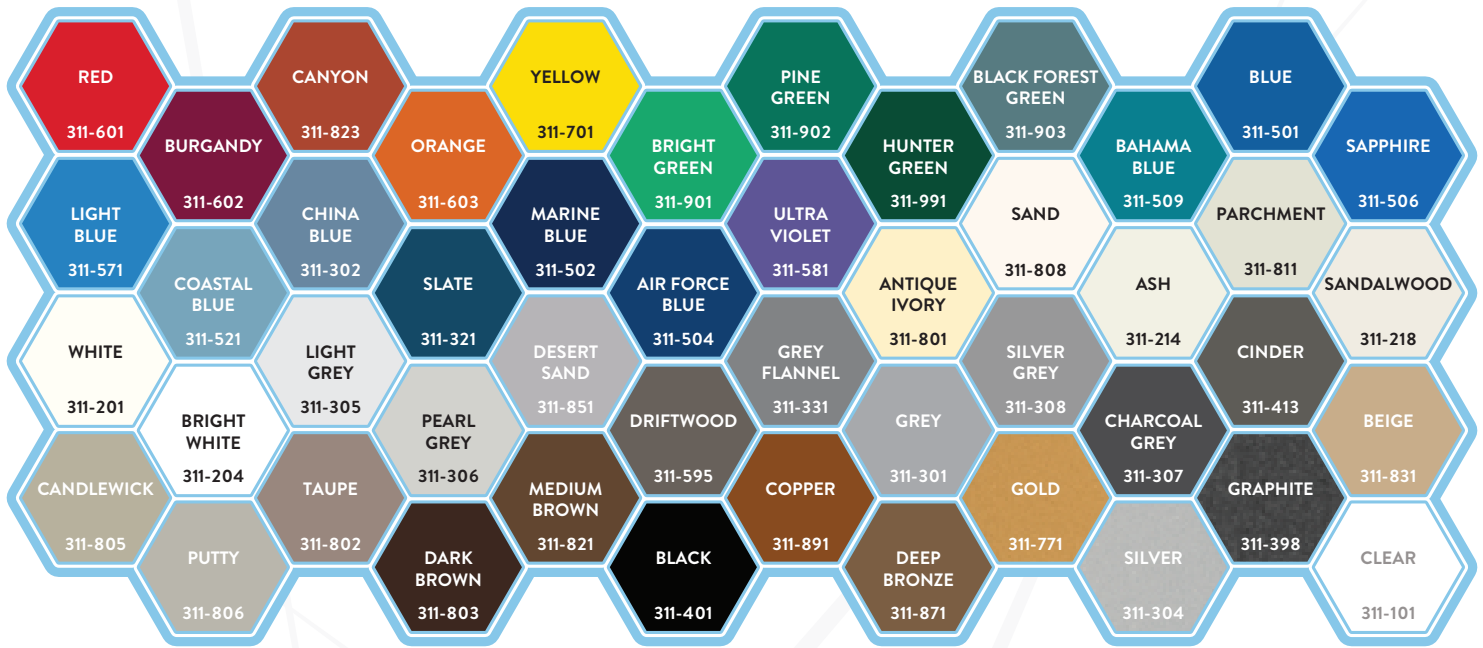 RED
311-601
CANYON
311-823
YELLOW
311-701
PINE
GREEN
311-902
BLACK FOREST
GREEN
311-903
BLUE
311-501
BURGANDY
311-602
ORANGE
311-603
BRIGHT
GREEN
311-901
HUNTER
GREEN
311-991
BAHAMA
BLUE
311-509
SAPPHIRE
311-506
LIGHT
BLUE
311-571
CHINA
BLUE
311-302
MARINE
BLUE
311-502
ULTRA
VIOLET
311-581
SAND
311-808
PARCHMENT
311-811
COASTAL
BLUE
311-521
SLATE
311-321
AIR FORCE
BLUE
311-504
ANTIQUE
IVORY
311-801
ASH
311-214
SANDALWOOD
311-218
WHITE
311-201
LIGHT
GREY
311-305
DESERT
SAND
311-851
GREY
FLANNEL
311-331
SILVER
GREY
311-308
CINDER
311-413
BRIGHT
WHITE
311-204
PEARL
GREY
311-306
DRIFTWOOD
311-595
GREY
311-301
CHARCOAL
GREY
311-307
BEIGE
311-831
CANDLEWICK
311-805
TAUPE
311-802
MEDIUM
BROWN
311-821
COPPER
311-891
GOLD
311-771
GRAPHITE
311-398
PUTTY
311-806
DARK
BROWN
311-803
BLACK
311-401
DEEP
BRONZE
311-871
SILVER
311-304
CLEAR
311-101